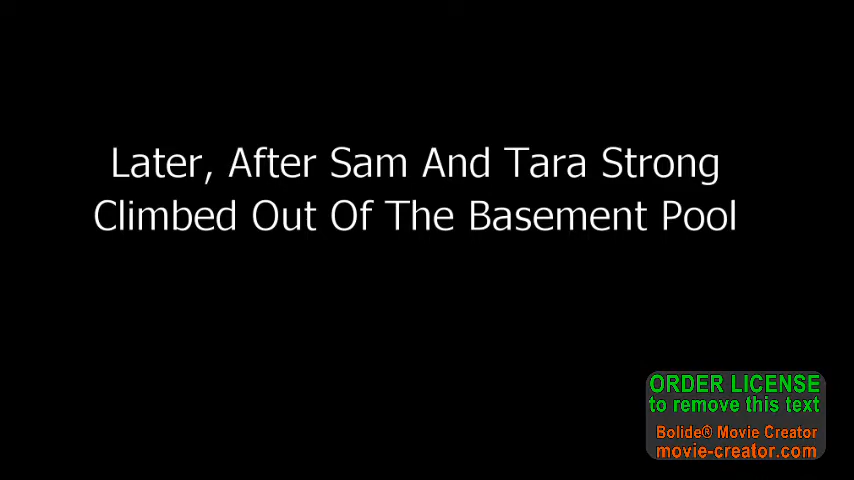 Later, After Sam And Tara Strong
Climbed Out Of The Basement Pool
ORDER LICENSE
to remove this text
Bolide® Movie Creator
movie-creator.com